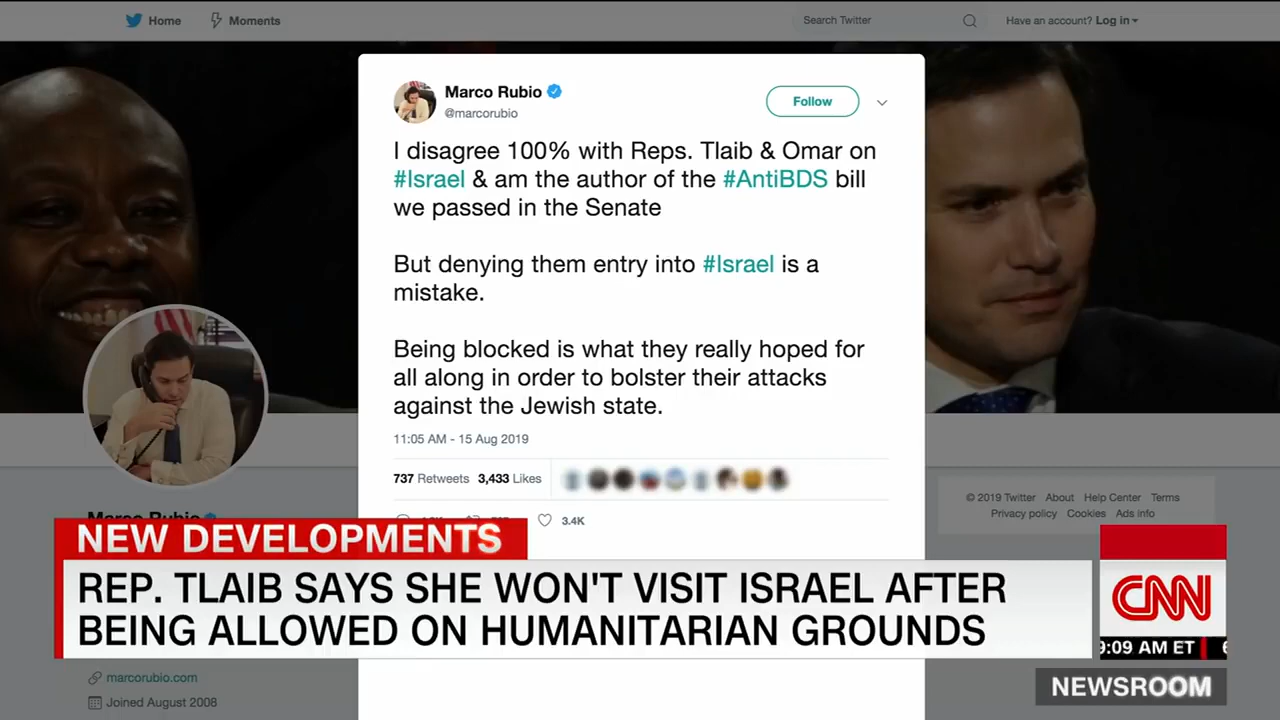 Home
Moments
Search Twitter
Have an account? Log in
Marco Rubio
@marcorubio
Follow
I disagree 100% with Reps. Tlaib & Omar on
#Israel & am the author of the #AntiBDS bill
we passed in the Senate
But denying them entry into #Israel is a
mistake.
Being blocked is what they really hoped for
all along in order to bolster their attacks
against the Jewish state.
11:05 AM - 15 Aug 2019
737 Retweets 3,433 Likes
3.4K
© 2019 Twitter About Help Center Terms
Privacy policy Cookies Ads info
Marco Rubio
NEW DEVELOPMENTS
REP. TLAIB SAYS SHE WON'T VISIT ISRAEL AFTER
BEING ALLOWED ON HUMANITARIAN GROUNDS
CNN
9:09 AM ET
NEWSROOM
marcorubio.com
Joined August 2008